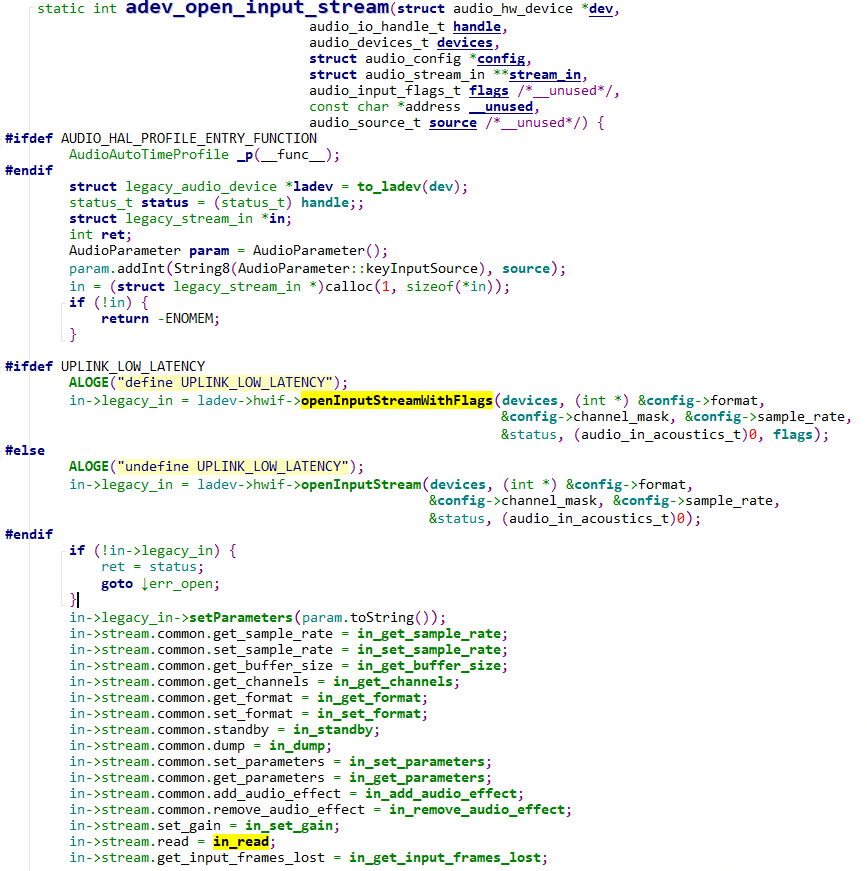 static int adev_open_input_stream(struct audio_hw_device *dev,
audio_io_handle_t handle,
audio_devices_t devices,
struct audio_config *config,
struct audio_stream_in **stream_in,
audio_input_flags_t flags /*__unused*/,
const char *address __unused,
audio_source_t source /*__unused*/) {
#ifdef AUDIO_HAL_PROFILE_ENTRY_FUNCTION
AudioAutoTimeProfile _p(__func__);
#endif
struct legacy_audio_device *ladev = to_ladev(dev);
status_t status = (status_t) handle;;
struct legacy_stream_in *in;
int ret;
AudioParameter param = AudioParameter();
param.addInt(String8(AudioParameter::keyInputSource), source);
in = (struct legacy_stream_in *)calloc(1, sizeof(*in));
if (!in) {
return -ENOMEM;
}
#ifdef UPLINK_LOW_LATENCY
ALOGE("define UPLINK_LOW_LATENCY");
in->legacy_in = ladev->hwif->openInputStreamWithFlags(devices, (int *) &config->format,
&config->channel_mask, &config->sample_rate,
&status, (audio_in_acoustics_t)0, flags);
#else
ALOGE("undefine UPLINK_LOW_LATENCY");
in->legacy_in = ladev->hwif->openInputStream(devices, (int *) &config->format,
&config->channel_mask, &config->sample_rate,
&status, (audio_in_acoustics_t)0);
#endif
if (!in->legacy_in) {
ret = status;
goto ↓err_open;
}
in->legacy_in->setParameters(param.toString());
in->stream.common.get_sample_rate = in_get_sample_rate;
in->stream.common.set_sample_rate = in_set_sample_rate;
in->stream.common.get_buffer_size = in_get_buffer_size;
in->stream.common.get_channels = in_get_channels;
in->stream.common.get_format = in_get_format;
in->stream.common.set_format = in_set_format;
in->stream.common.standby = in_standby;
in->stream.common.dump = in_dump;
in->stream.common.set_parameters = in_set_parameters;
in->stream.common.get_parameters = in_get_parameters;
in->stream.common.add_audio_effect = in_add_audio_effect;
in->stream.common.remove_audio_effect = in_remove_audio_effect;
in->stream.set_gain = in_set_gain;
in->stream.read = in_read;
in->stream.get_input_frames_lost = in_get_input_frames_lost;